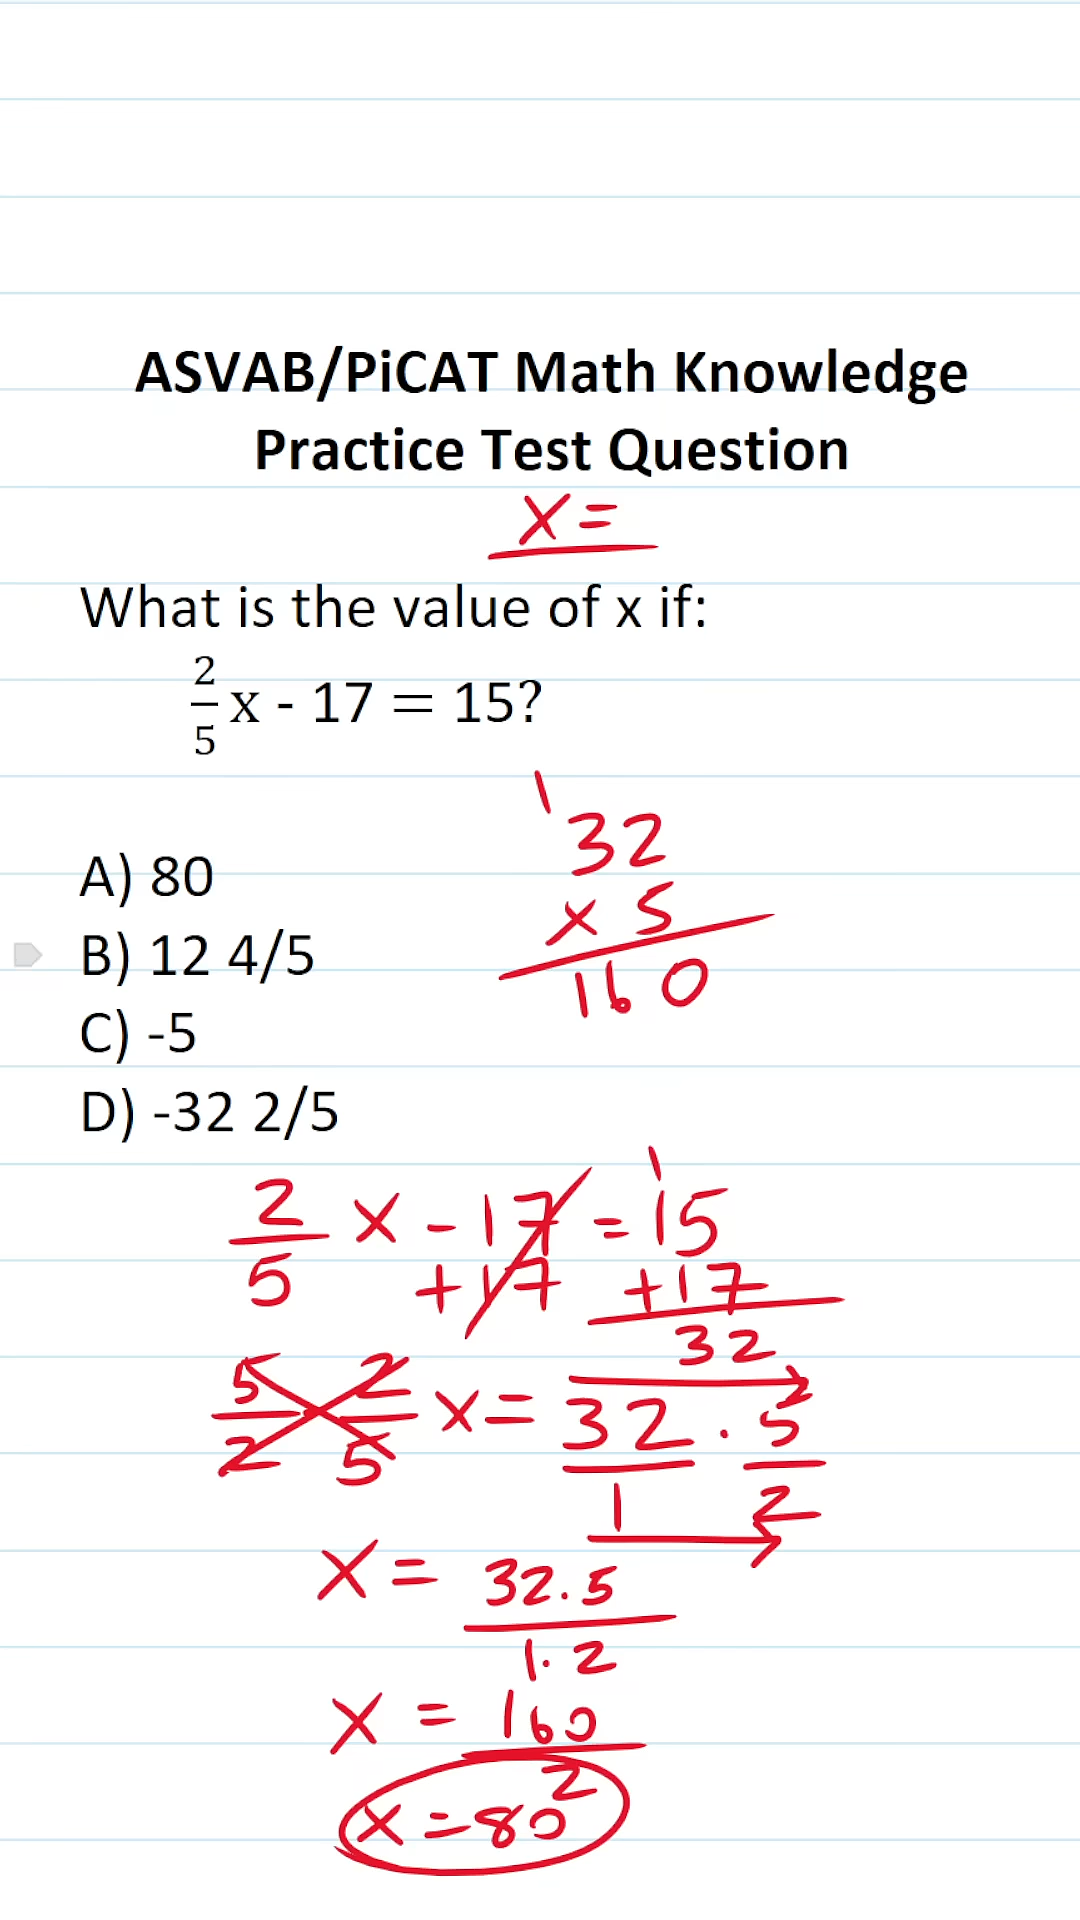 ASVAB/PiCAT Math Knowledge
Practice Test Question
x =
What is the value of x if:
2/5 x - 17 = 15?
1
32
x 5
160
A) 80
B) 12 4/5
C) -5
D) -32 2/5
1
2/5 x - 17 = 15
+17 +17
32
5/2 2/5 x = 32/1 . 5/2
x = 32.5/1.2
x = 160/2
x = 80